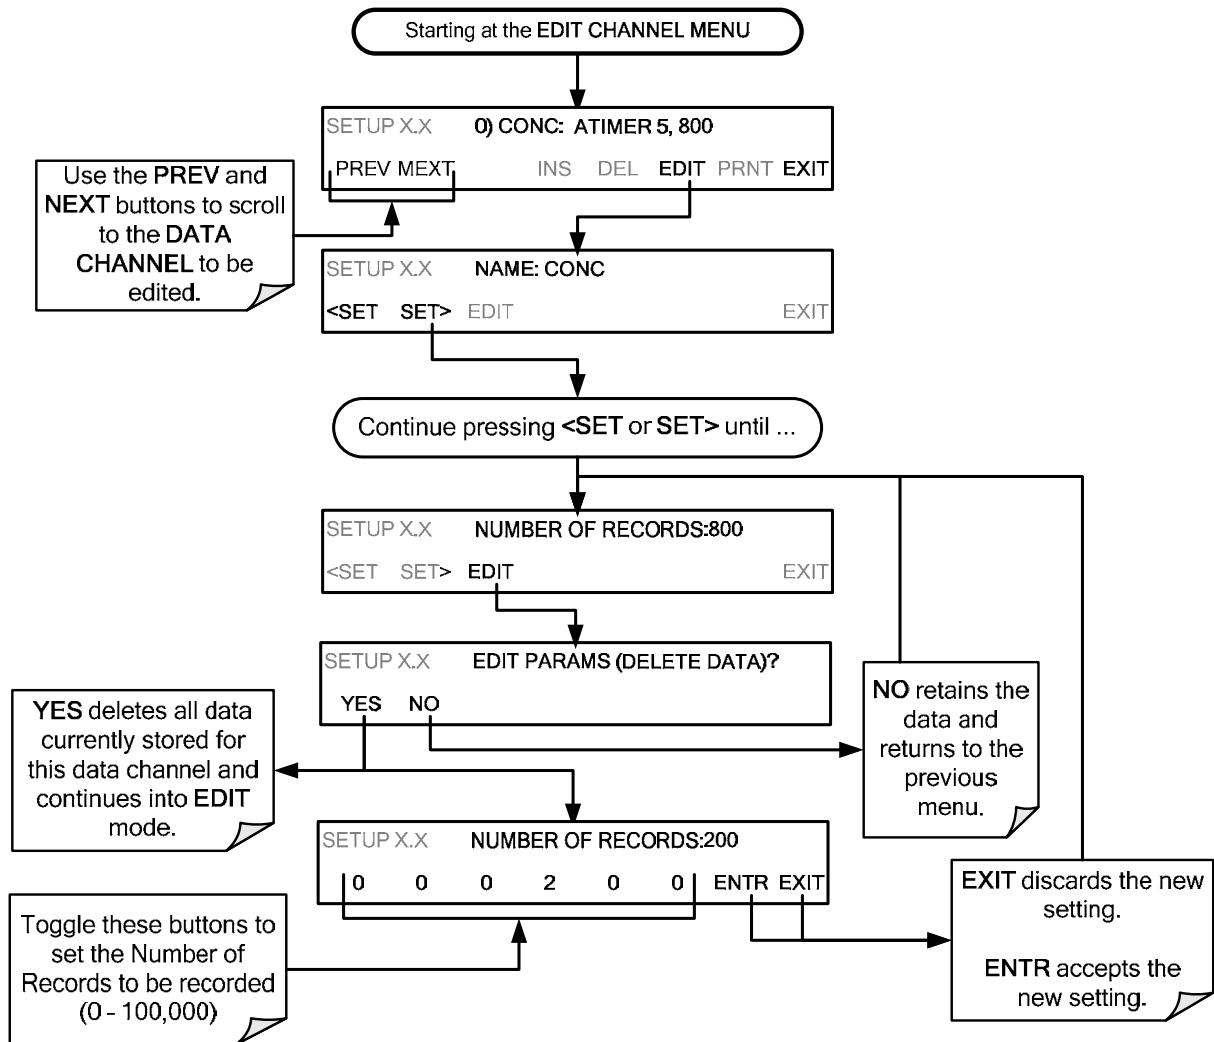 Starting at the EDIT CHANNEL MENU
SETUP X.X 0) CONC: ATIMER 5, 800
PREV MEXT INS DEL EDIT PRNT EXIT
Use the PREV and
NEXT buttons to scroll
to the DATA
CHANNEL to be
edited.
SETUP X.X NAME: CONC
<SET SET> EDIT EXIT
Continue pressing <SET or SET> until ...
SETUP X.X NUMBER OF RECORDS:800
<SET SET> EDIT EXIT
SETUP X.X EDIT PARAMS (DELETE DATA)?
YES NO
NO retains the
data and
returns to the
previous
menu.
YES deletes all data
currently stored for
this data channel and
continues into EDIT
mode.
SETUP X.X NUMBER OF RECORDS:200
0 0 0 2 0 0 ENTR EXIT
EXIT discards the new
setting.
ENTR accepts the
new setting.
Toggle these buttons to
set the Number of
Records to be recorded
(0 - 100,000)